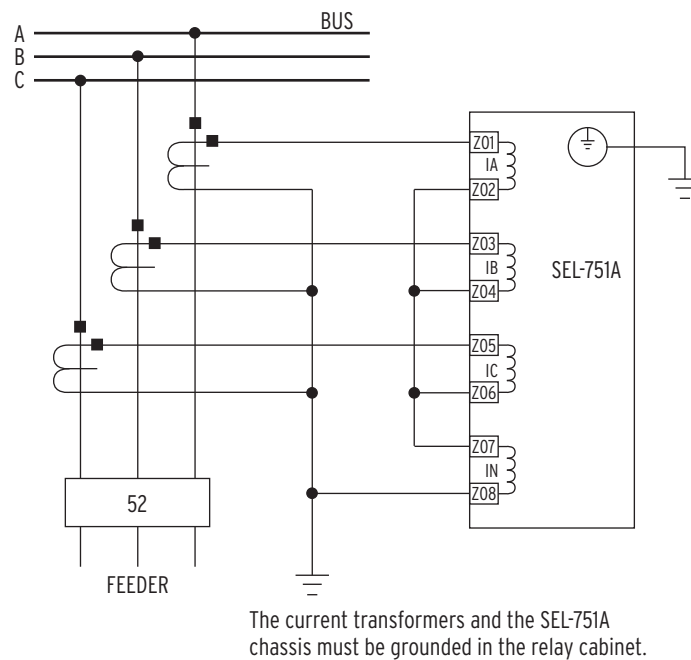 BUS
A
B
C
Z01
IA
Z02
Z03
IB
Z04
SEL-751A
Z05
IC
Z06
Z07
IN
Z08
52
FEEDER
The current transformers and the SEL-751A
chassis must be grounded in the relay cabinet.